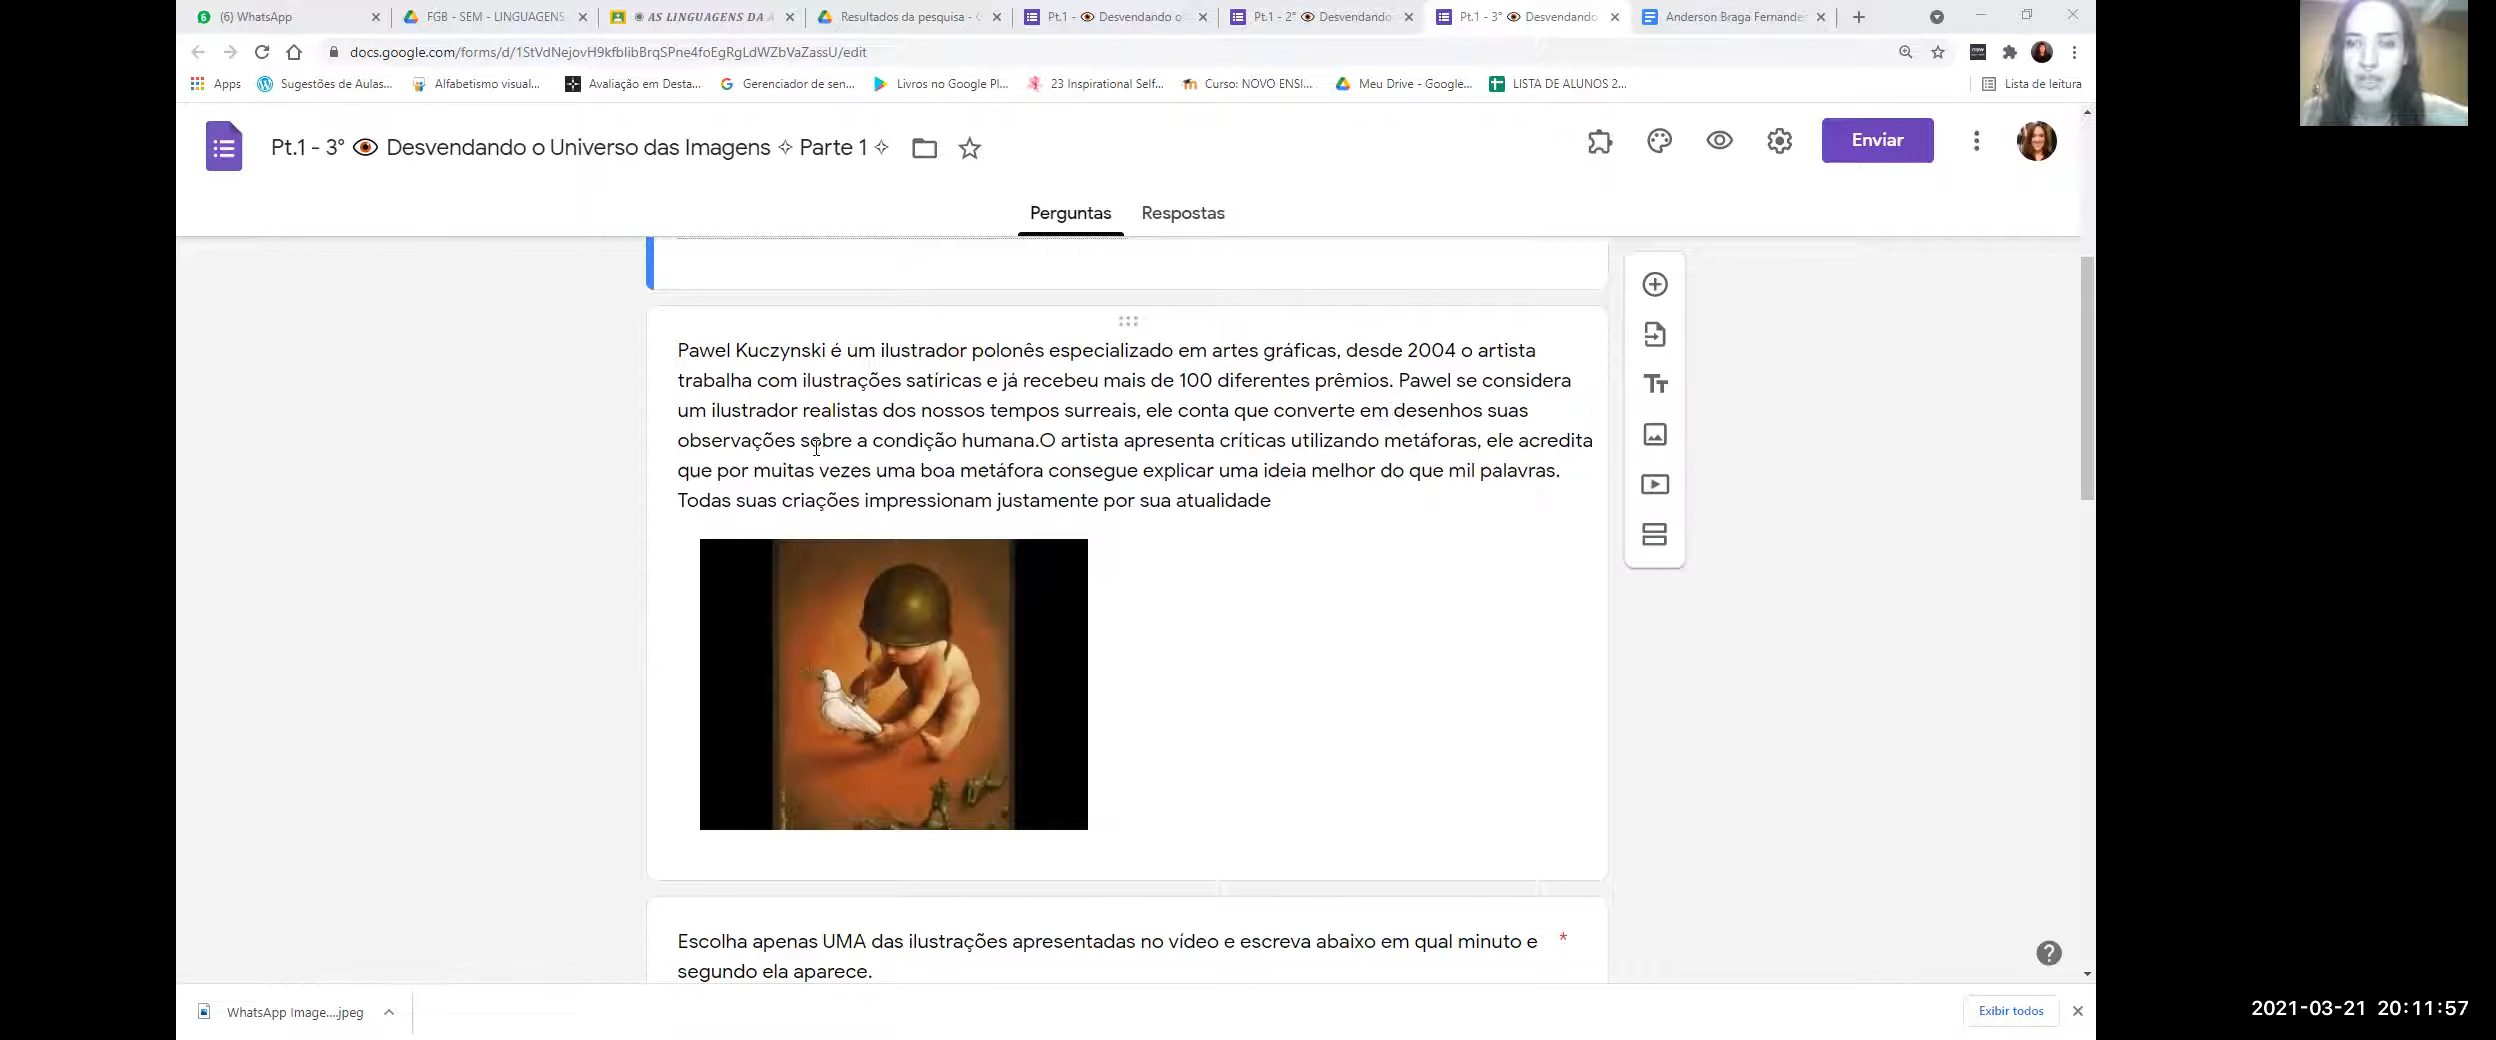 (6) WhatsApp
FGB - SEM - LINGUAGENS
AS LINGUAGENS DA A
Resultados da pesquisa -
Pt.1 - 👁 Desvendando o
Pt.1 - 2° 👁 Desvendando
Pt.1 - 3° 👁 Desvendando
Anderson Braga Fernande
docs.google.com/forms/d/1StVdNejovH9kfblibBrqSPne4foEgRgLdWZbVaZassU/edit
Apps
Sugestões de Aulas...
Alfabetismo visual...
Avaliação em Desta...
Gerenciador de sen...
Livros no Google Pl...
23 Inspirational Self...
Curso: NOVO ENSI...
Meu Drive - Google...
LISTA DE ALUNOS 2...
Lista de leitura
Pt.1 - 3° 👁 Desvendando o Universo das Imagens ✧ Parte 1 ✧
Enviar
Perguntas
Respostas
Pawel Kuczynski é um ilustrador polonês especializado em artes gráficas, desde 2004 o artista
trabalha com ilustrações satíricas e já recebeu mais de 100 diferentes prêmios. Pawel se considera
um ilustrador realistas dos nossos tempos surreais, ele conta que converte em desenhos suas
observações sobre a condição humana.O artista apresenta críticas utilizando metáforas, ele acredita
que por muitas vezes uma boa metáfora consegue explicar uma ideia melhor do que mil palavras.
Todas suas criações impressionam justamente por sua atualidade
Escolha apenas UMA das ilustrações apresentadas no vídeo e escreva abaixo em qual minuto e *
segundo ela aparece.
WhatsApp Image....jpeg
Exibir todos
2021-03-21 20:11:57